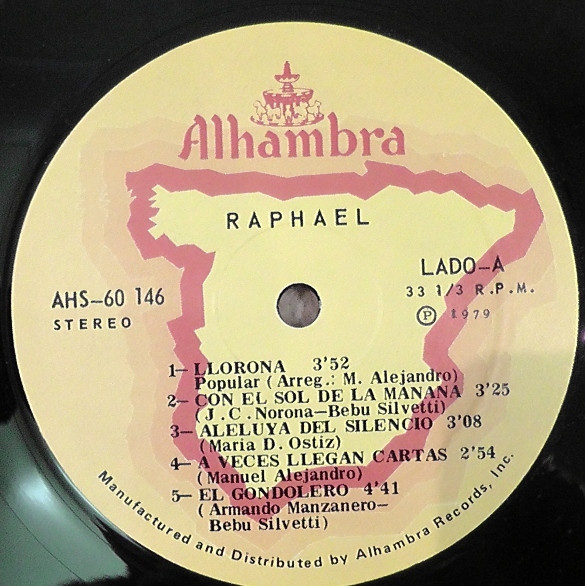 Alhambra
RAPHAEL
LADO-A
33 1/3 R.P.M.
Ⓟ 1979
AHS-60 146
STEREO
1- LLORONA 3'52
Popular (Arreg.: M. Alejandro)
2- CON EL SOL DE LA MANANA 3'25
(J.C.Norona-Bebu Silvetti)
3- ALELUYA DEL SILENCIO 3'08
(Maria D. Ostiz)
4- A VECES LLEGAN CARTAS 2'54
(Manuel Alejandro)
5- EL GONDOLERO 4'41
(Armando Manzanero-
Bebu Silvetti)
Manufactured and Distributed by Alhambra Records, Inc.